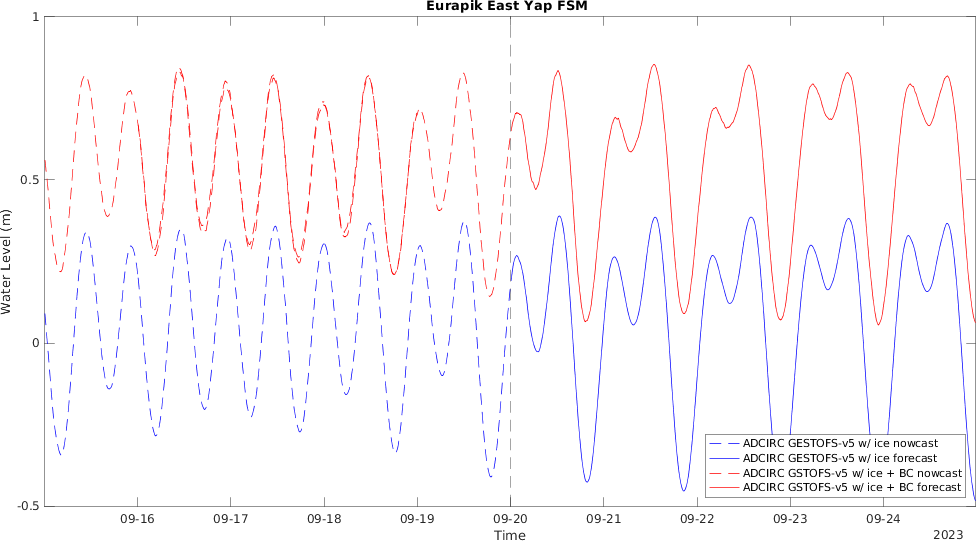 Eurapik East Yap FSM
1
0.5
0
-0.5
Water Level (m)
ADCIRC GESTOFS-v5 w/ ice nowcast
ADCIRC GESTOFS-v5 w/ ice forecast
ADCIRC GSTOFS-v5 w/ ice + BC nowcast
ADCIRC GSTOFS-v5 w/ ice + BC forecast
09-16 09-17 09-18 09-19 09-20 09-21 09-22 09-23 09-24
Time
2023